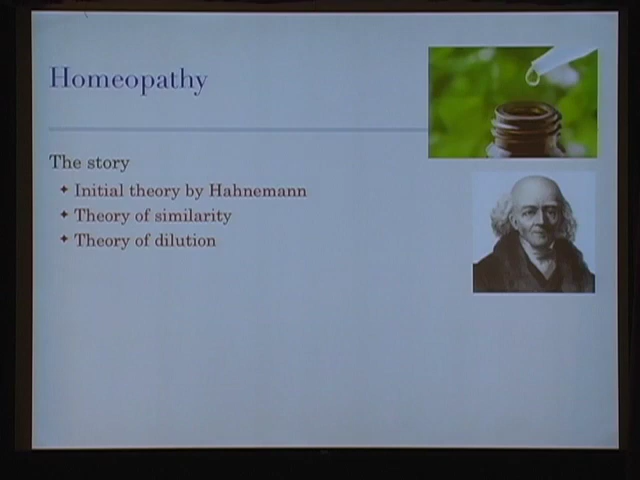 Homeopathy
The story
✦ Initial theory by Hahnemann
✦ Theory of similarity
✦ Theory of dilution